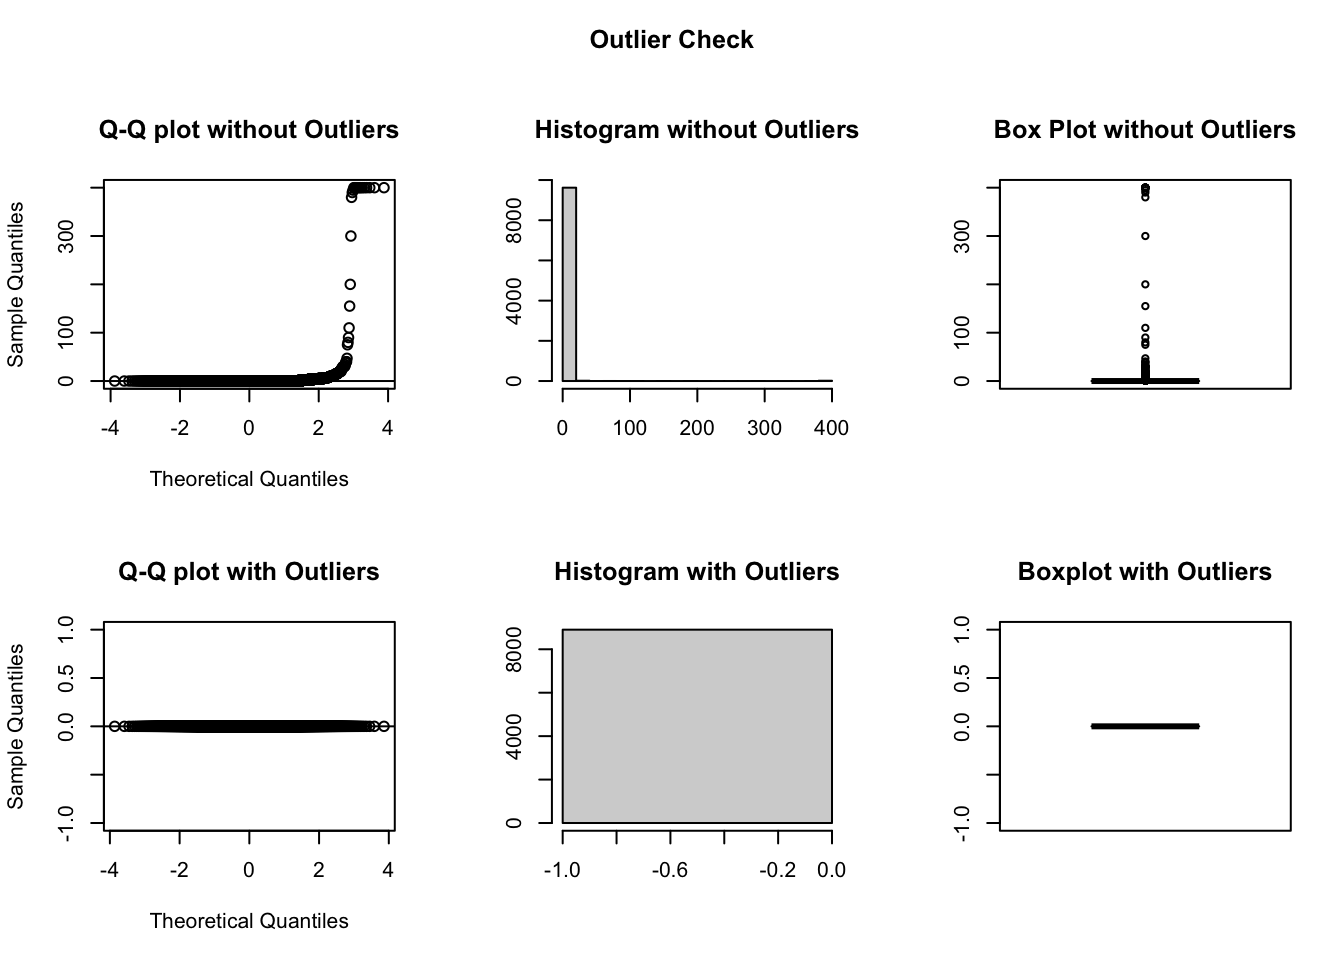 Outlier Check
Q-Q plot without Outliers
Sample Quantiles
0 100 300
-4 -2 0 2 4
Theoretical Quantiles
Histogram without Outliers
0 4000 8000
0 100 200 300 400
Box Plot without Outliers
0 100 300
Q-Q plot with Outliers
Sample Quantiles
-1.0 0.0 0.5 1.0
-4 -2 0 2 4
Theoretical Quantiles
Histogram with Outliers
0 4000 8000
-1.0 -0.6 -0.2 0.0
Boxplot with Outliers
-1.0 0.0 0.5 1.0